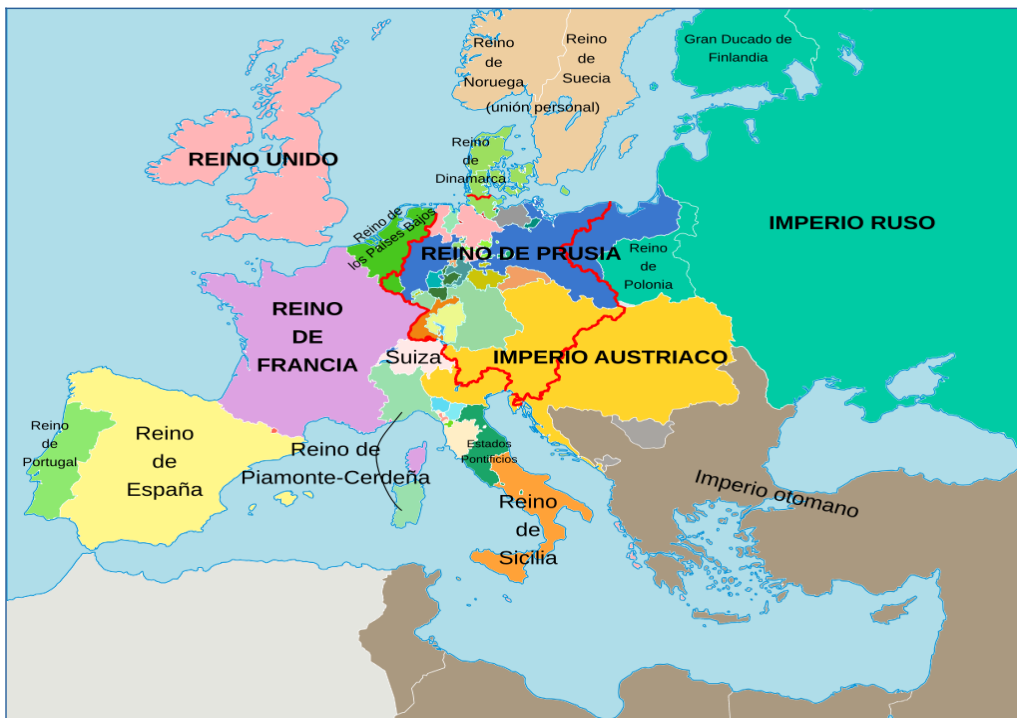 Reino
de
Noruega
Reino
de
Suecia
(unión personal)
Gran Ducado de
Finlandia
REINO UNIDO
Reino
de
Dinamarca
Reino de
los Países Bajos
REINO DE PRUSIA
IMPERIO RUSO
Reino
de
Polonia
REINO
DE
FRANCIA
Suiza
IMPERIO AUSTRIACO
Reino
de
Portugal
Reino
de
España
Reino de
Piamonte-Cerdeña
Estados
Pontificios
Reino
de
Sicilia
Imperio otomano